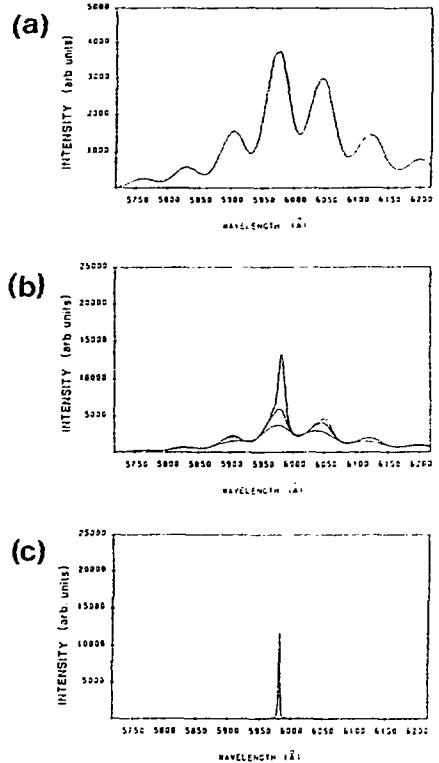 (a)
INTENSITY (arb units)
5000
4000
3000
2000
1000
5750 5800 5850 5900 5950 6000 6050 6100 6150 6200
WAVELENGTH (Å)
(b)
INTENSITY (arb units)
25000
20000
15000
10000
5000
5750 5800 5850 5900 5950 6000 6050 6100 6150 6200
WAVELENGTH (Å)
(c)
INTENSITY (arb. units)
25000
20000
15000
10000
5000
5750 5800 5850 5900 5950 6000 6050 6100 6150 6200
WAVELENGTH (Å)